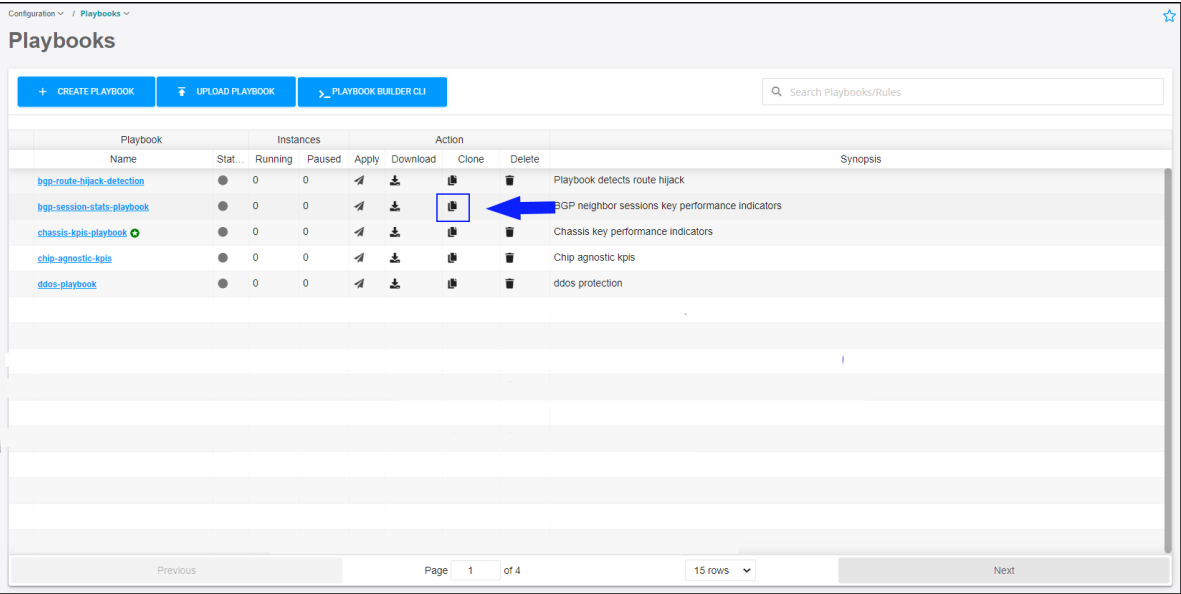 Configuration / Playbooks
Playbooks
CREATE PLAYBOOK UPLOAD PLAYBOOK >_ PLAYBOOK BUILDER CLI Search Playbooks/Rules
Playbook Instances Action
Name Stat... Running Paused Apply Download Clone Delete Synopsis
bgp-route-hijack-detection 0 0 Playbook detects route hijack
bgp-session-stats-playbook 0 0 BGP neighbor sessions key performance indicators
chassis-kpis-playbook 0 0 Chassis key performance indicators
chip-agnostic-kpis 0 0 Chip agnostic kpis
ddos-playbook 0 0 ddos protection
Previous Page 1 of 4 15 rows Next